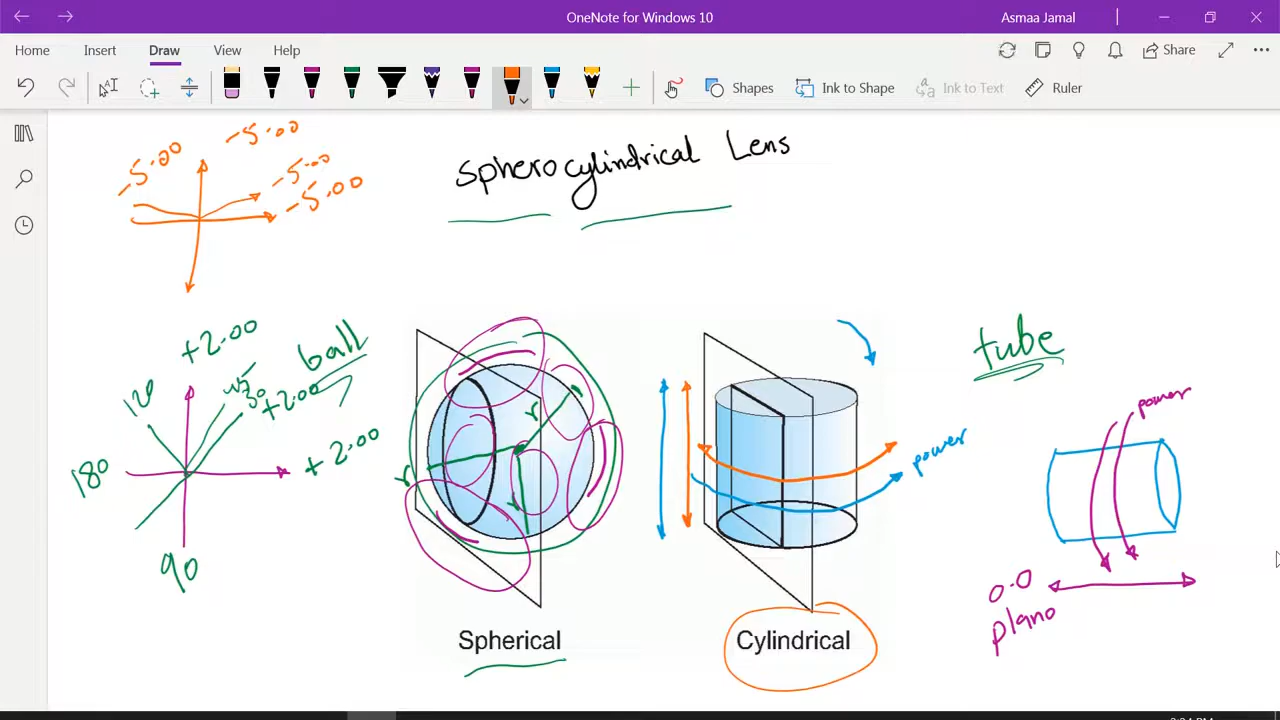 OneNote for Windows 10
Asmaa Jamal
Home Insert Draw View Help
Share
Shapes Ink to Shape Ink to Text Ruler
-5.00
-5.00
-5.00
-5.00
spherocylindrical Lens
+2.00
ball
120
45
30
+2.00
+2.00
180
90
r
r
r
power
tube
power
0.0
plano
Spherical
Cylindrical